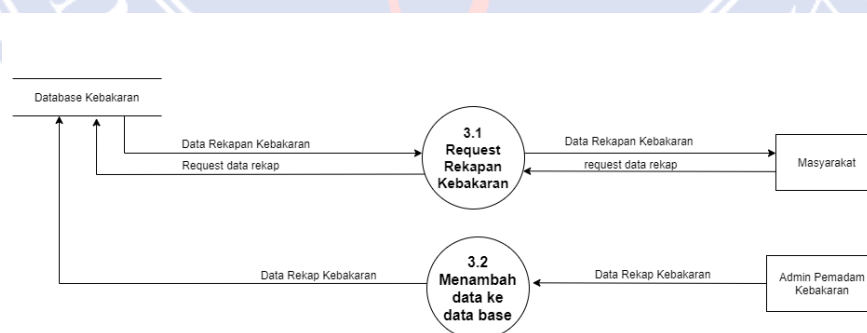 Database Kebakaran
Data Rekapan Kebakaran
Request data rekap
3.1
Request
Rekapan
Kebakaran
Data Rekapan Kebakaran
request data rekap
Masyarakat
Data Rekap Kebakaran
3.2
Menambah
data ke
data base
Data Rekap Kebakaran
Admin Pemadam
Kebakaran